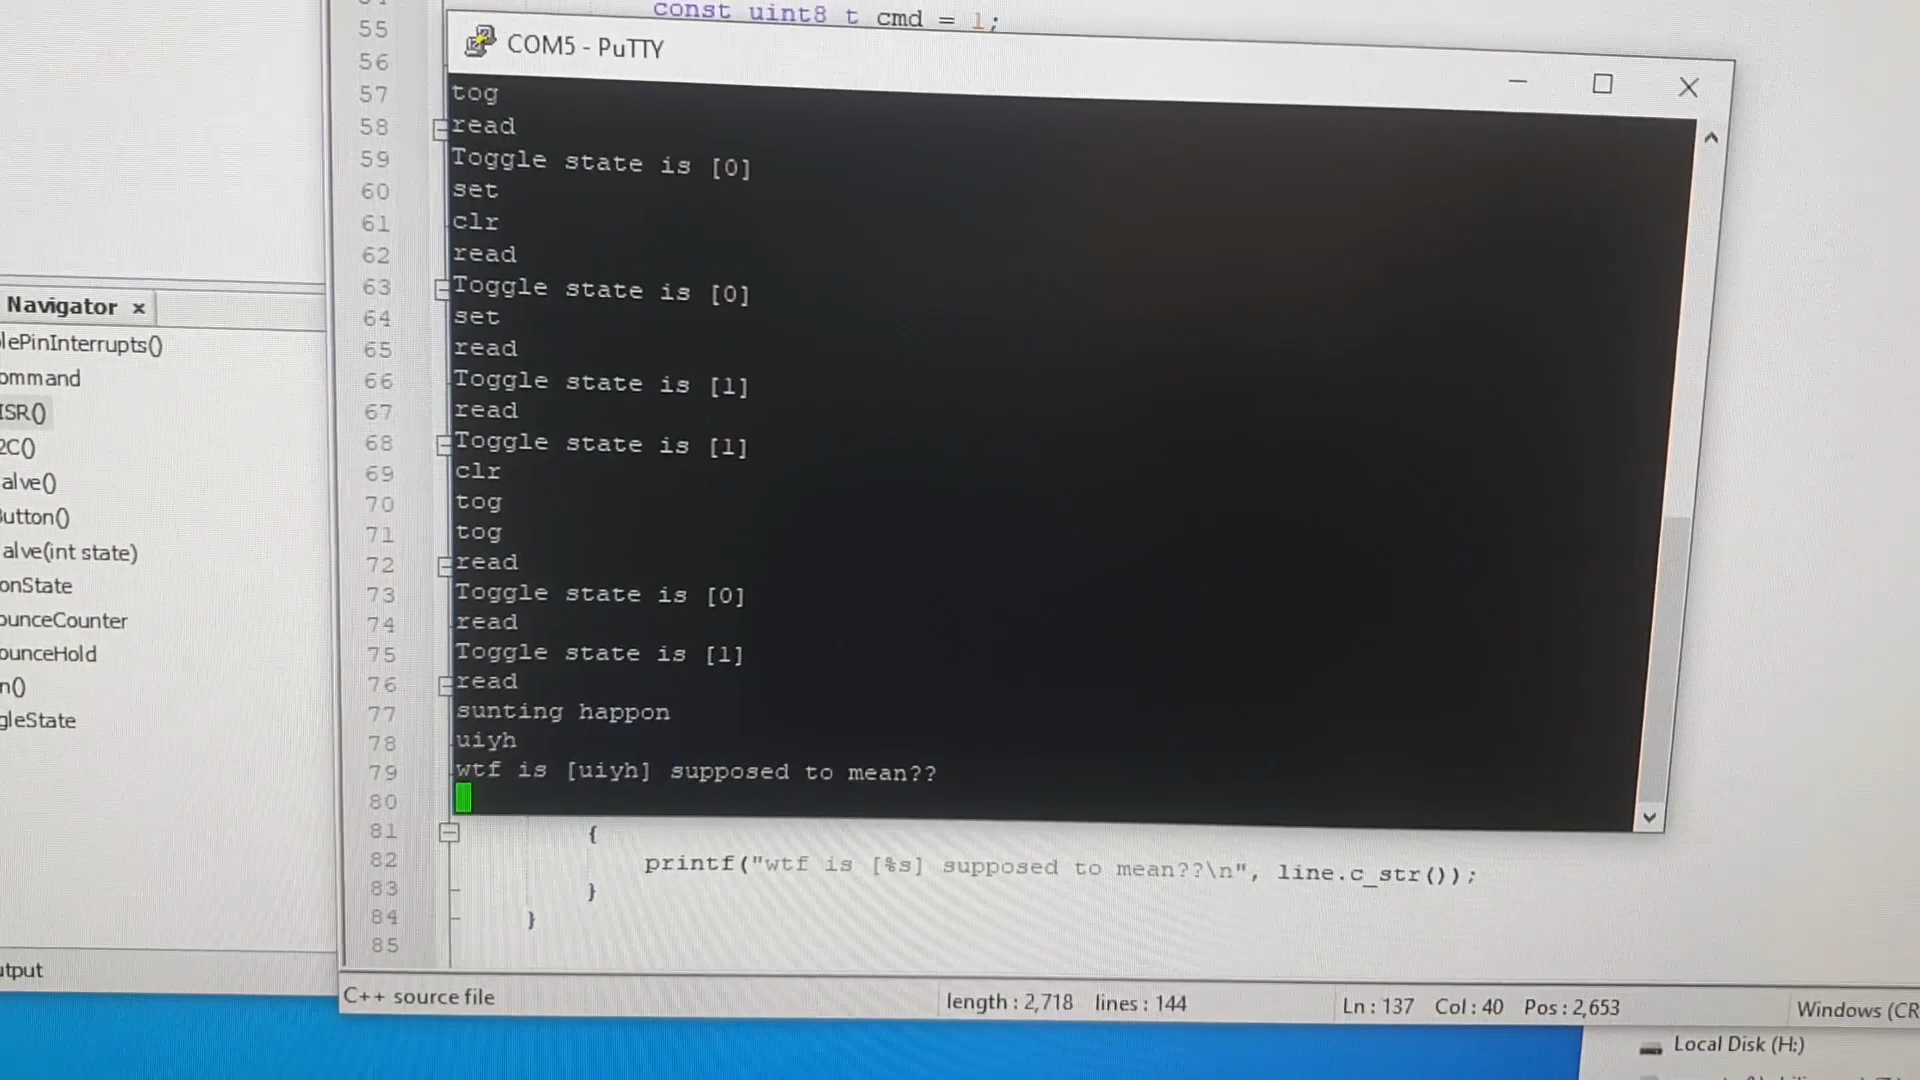 55
const uint8_t cmd = 1;
56
COM5 - PuTTY
57
tog
58
read
59
Toggle state is [0]
60
set
61
clr
62
read
63
Toggle state is [0]
64
set
65
read
66
Toggle state is [1]
67
read
68
Toggle state is [1]
69
clr
70
tog
71
tog
72
read
73
Toggle state is [0]
74
read
75
Toggle state is [1]
76
read
77
sunting happon
78
uiyh
79
wtf is [uiyh] supposed to mean??
80
81
{
82
printf("wtf is [%s] supposed to mean??\n", line.c_str());
83
}
84
}
85
Navigator x
lePinInterrupts()
ommand
ISR()
2C()
alve()
utton()
alve(int state)
onState
ounceCounter
ounceHold
n()
gleState
utput
C++ source file
length : 2,718 lines : 144
Ln : 137 Col : 40 Pos : 2,653
Windows (CR
Local Disk (H:)